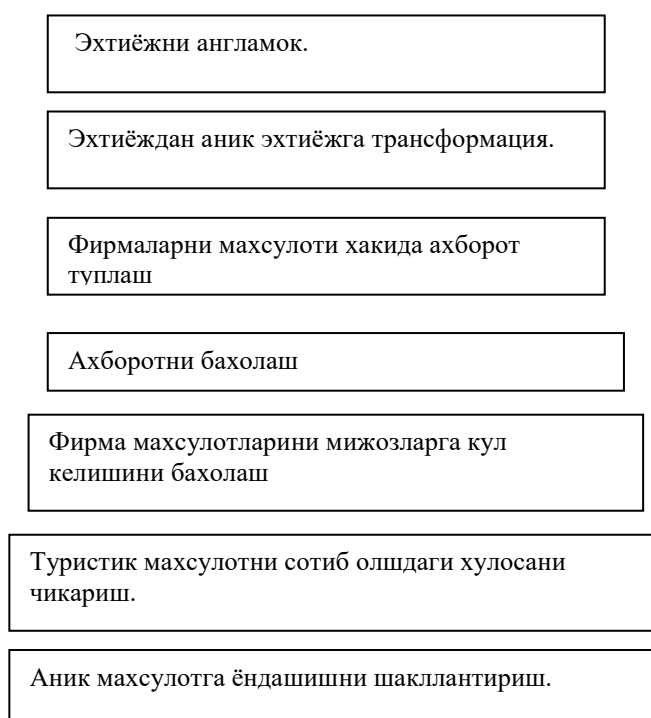 Эхтиёжни англамок.
Эхтиёждан аник эхтиёжга трансформация.
Фирмаларни махсулоти хакида ахборот
туплаш
Ахборотни бахолаш
Фирма махсулотларини мижозларга кул
келишини бахолаш
Туристик махсулотни сотиб олшдаги хулосани
чикариш.
Аник махсулотга ёндашишни шакллантириш.